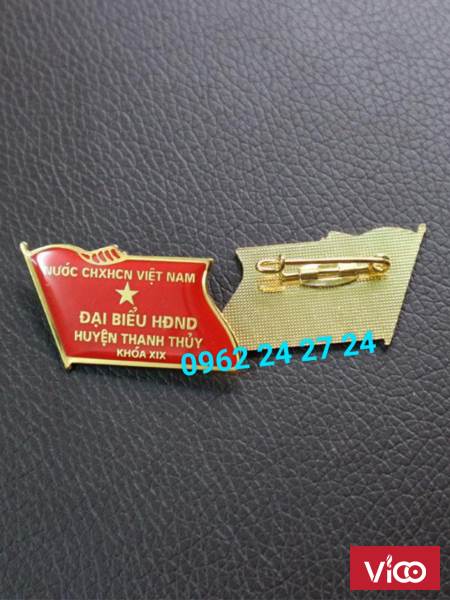 NƯỚC CHXHCN VIỆT NAM
ĐẠI BIỂU HĐND
HUYỆN THANH THỦY
KHÓA XIX
0962 24 27 24
ViCO